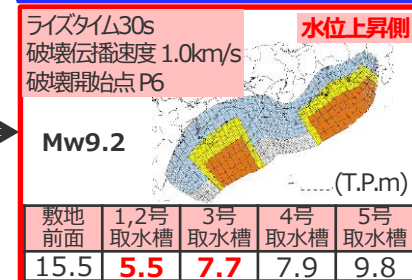 ライズタイム30s
水位上昇側
破壊伝播速度 1.0km/s
破壊開始点 P6
Mw9.2
(T.P.m)
敷地前面 1,2号取水槽 3号取水槽 4号取水槽 5号取水槽
15.5 5.5 7.7 7.9 9.8